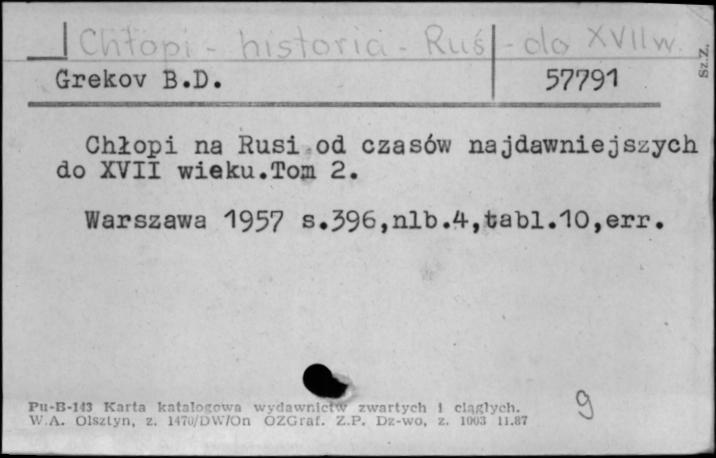 Chłopi - historia - Ruś - do XVII w.
Sz.Z.
Grekov B.D. 57791
Chłopi na Rusi od czasów najdawniejszych
do XVII wieku.Tom 2.
Warszawa 1957 s.396,nlb.4,tabl.10,err.
Pu-B-143 Karta katalogowa wydawnictw zwartych i ciągłych.
W.A. Olsztyn, z. 1470/DW/On OZGraf. Z.P. Dz-wo, z. 1003 11.87
9